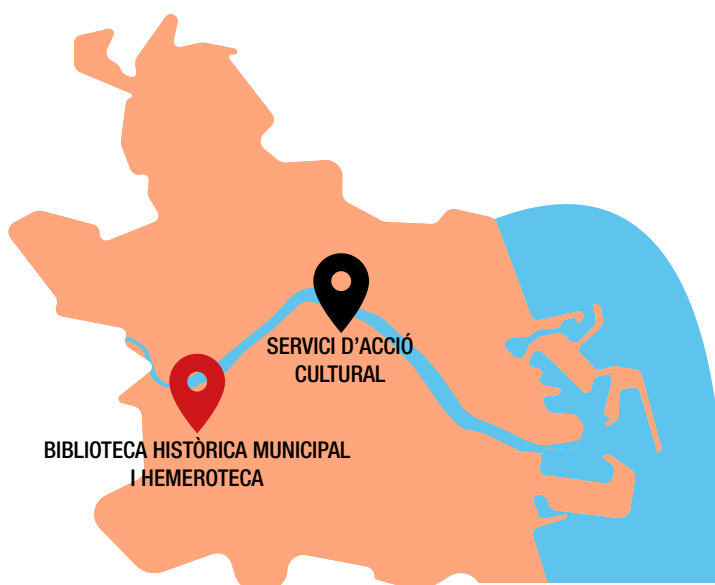 SERVICI D'ACCIÓ
CULTURAL
BIBLIOTECA HISTÒRICA MUNICIPAL
I HEMEROTECA